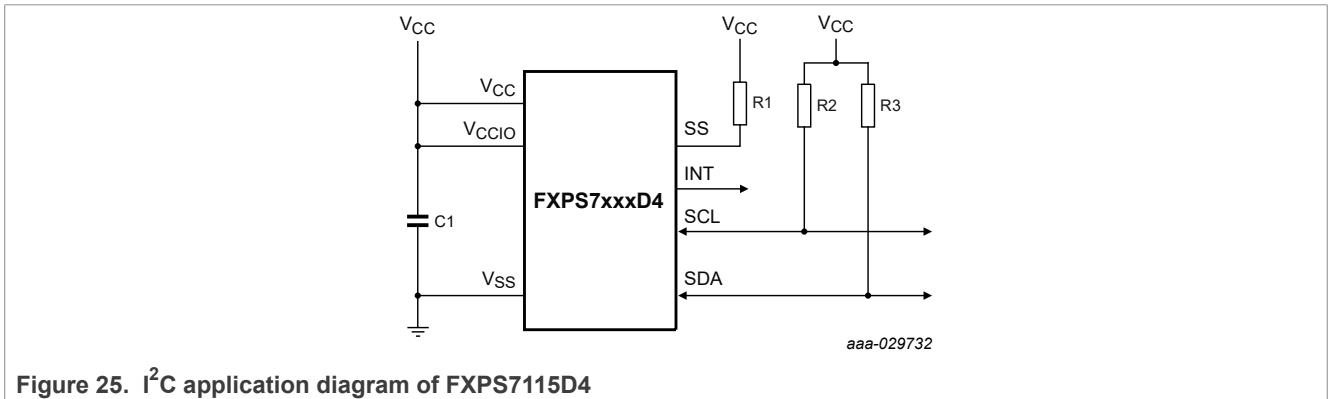 VCC
VCC
VCC
VCC
VCCIO
VSS
C1
FXPS7xxxD4
SS
INT
SCL
SDA
R1
R2
R3
aaa-029732
Figure 25. I²C application diagram of FXPS7115D4